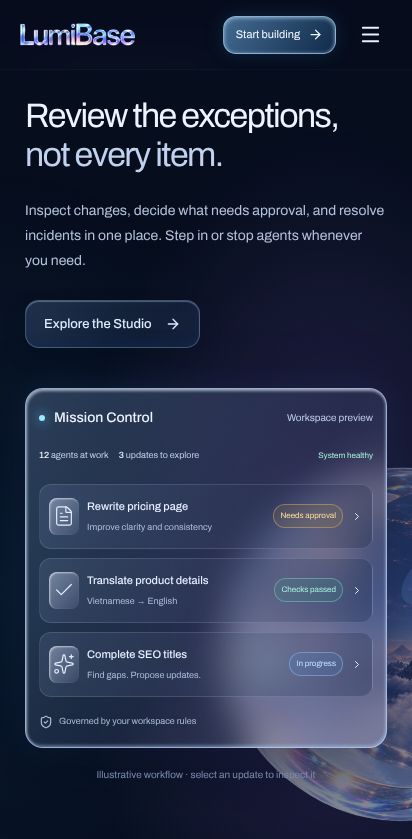 LumiBase
Start building →
Review the exceptions,
not every item.
Inspect changes, decide what needs approval, and resolve
incidents in one place. Step in or stop agents whenever
you need.
Explore the Studio →
Mission Control
Workspace preview
12 agents at work 3 updates to explore
System healthy
Rewrite pricing page
Improve clarity and consistency
Needs approval
Translate product details
Vietnamese → English
Checks passed
Complete SEO titles
Find gaps. Propose updates.
In progress
Governed by your workspace rules
Illustrative workflow · select an update to inspect it